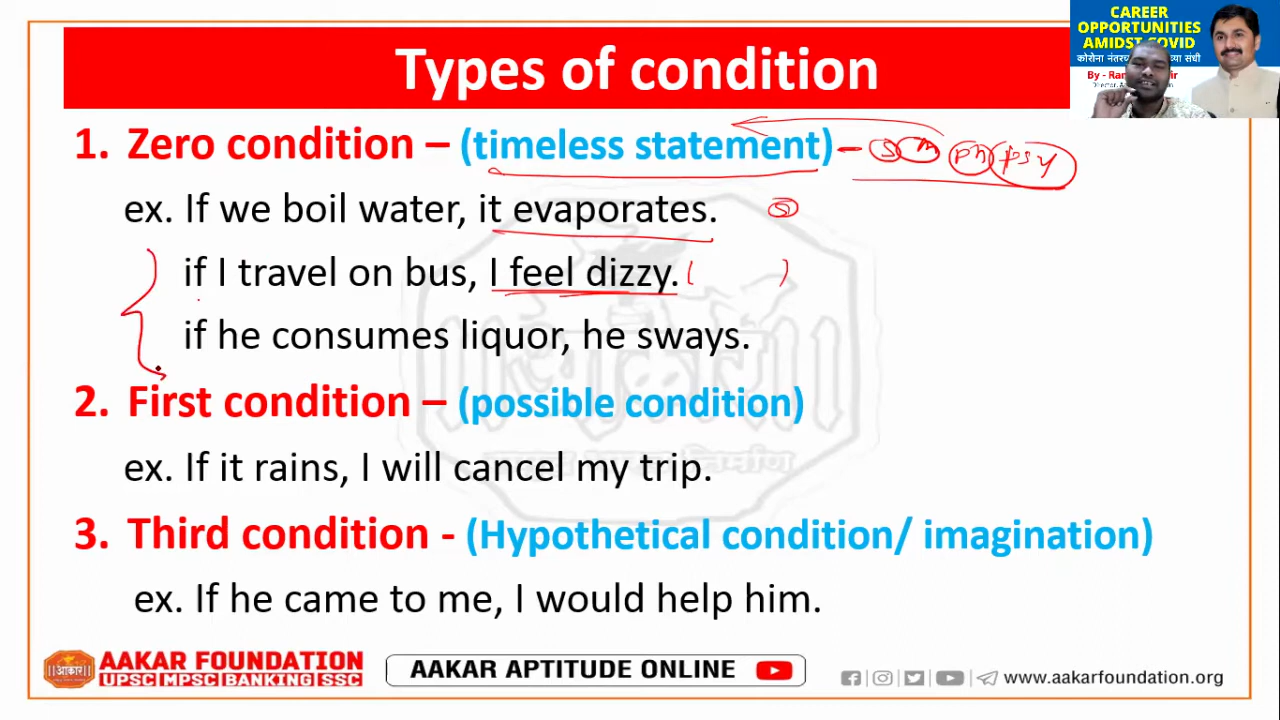 CAREER
OPPORTUNITIES
AMIDST COVID
Types of condition
1. Zero condition – (timeless statement) – S M Ph Psy
ex. If we boil water, it evaporates. S
if I travel on bus, I feel dizzy. ( )
if he consumes liquor, he sways.
2. First condition – (possible condition)
ex. If it rains, I will cancel my trip.
3. Third condition - (Hypothetical condition/ imagination)
ex. If he came to me, I would help him.
॥आकार॥ AAKAR FOUNDATION
UPSC MPSC BANKING SSC
AAKAR APTITUDE ONLINE
www.aakarfoundation.org